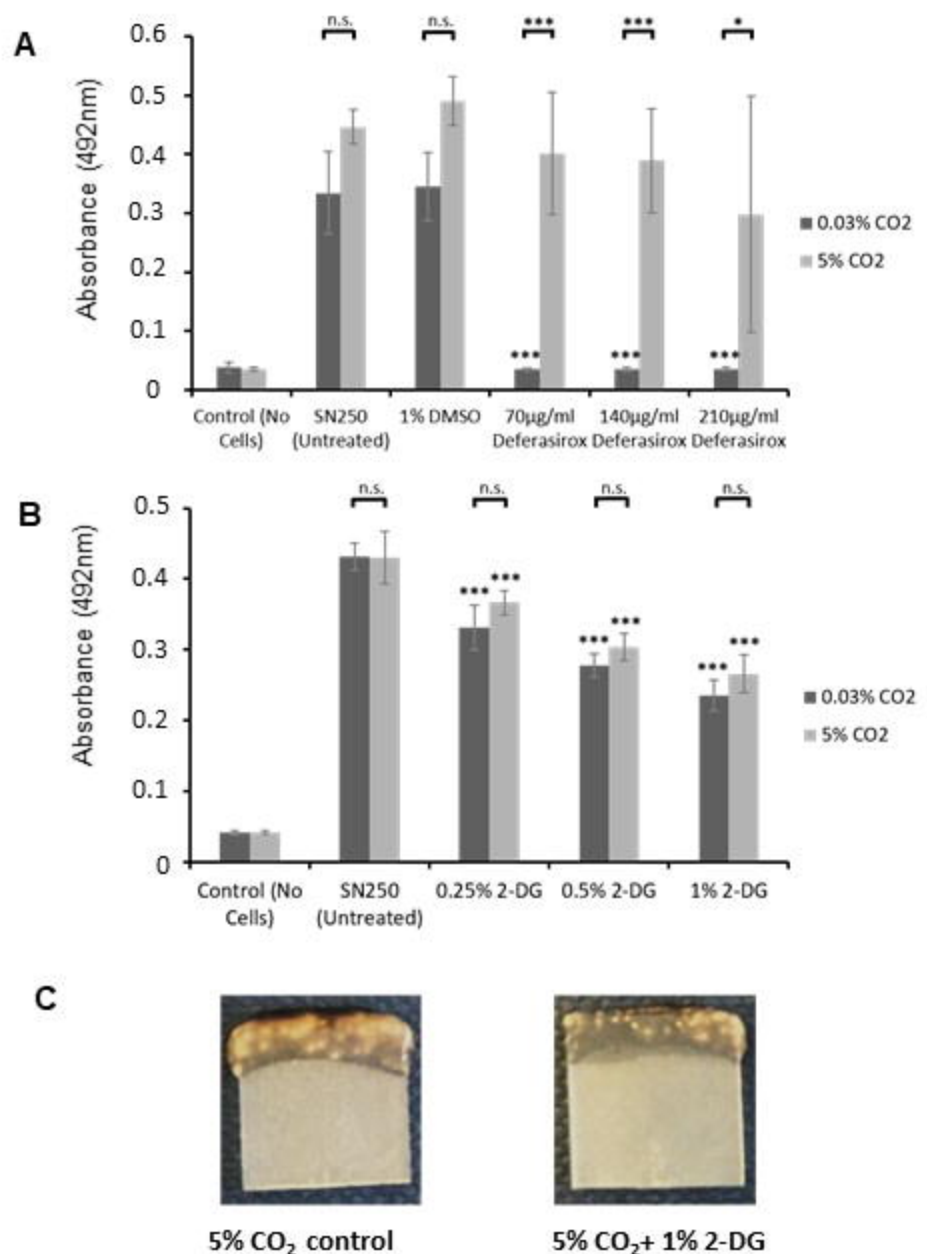 A
Absorbance (492nm)
0.6
0.5
0.4
0.3
0.2
0.1
0
n.s.
n.s.
***
***
*
***
***
***
Control (No
Cells)
SN250
(Untreated)
1% DMSO
70µg/ml
Deferasirox
140µg/ml
Deferasirox
210µg/ml
Deferasirox
0.03% CO2
5% CO2
B
Absorbance (492nm)
0.5
0.4
0.3
0.2
0.1
0
n.s.
n.s.
n.s.
n.s.
***
***
***
***
***
***
Control (No
Cells)
SN250
(Untreated)
0.25% 2-DG
0.5% 2-DG
1% 2-DG
0.03% CO2
5% CO2
C
5% CO₂ control
5% CO₂+ 1% 2-DG